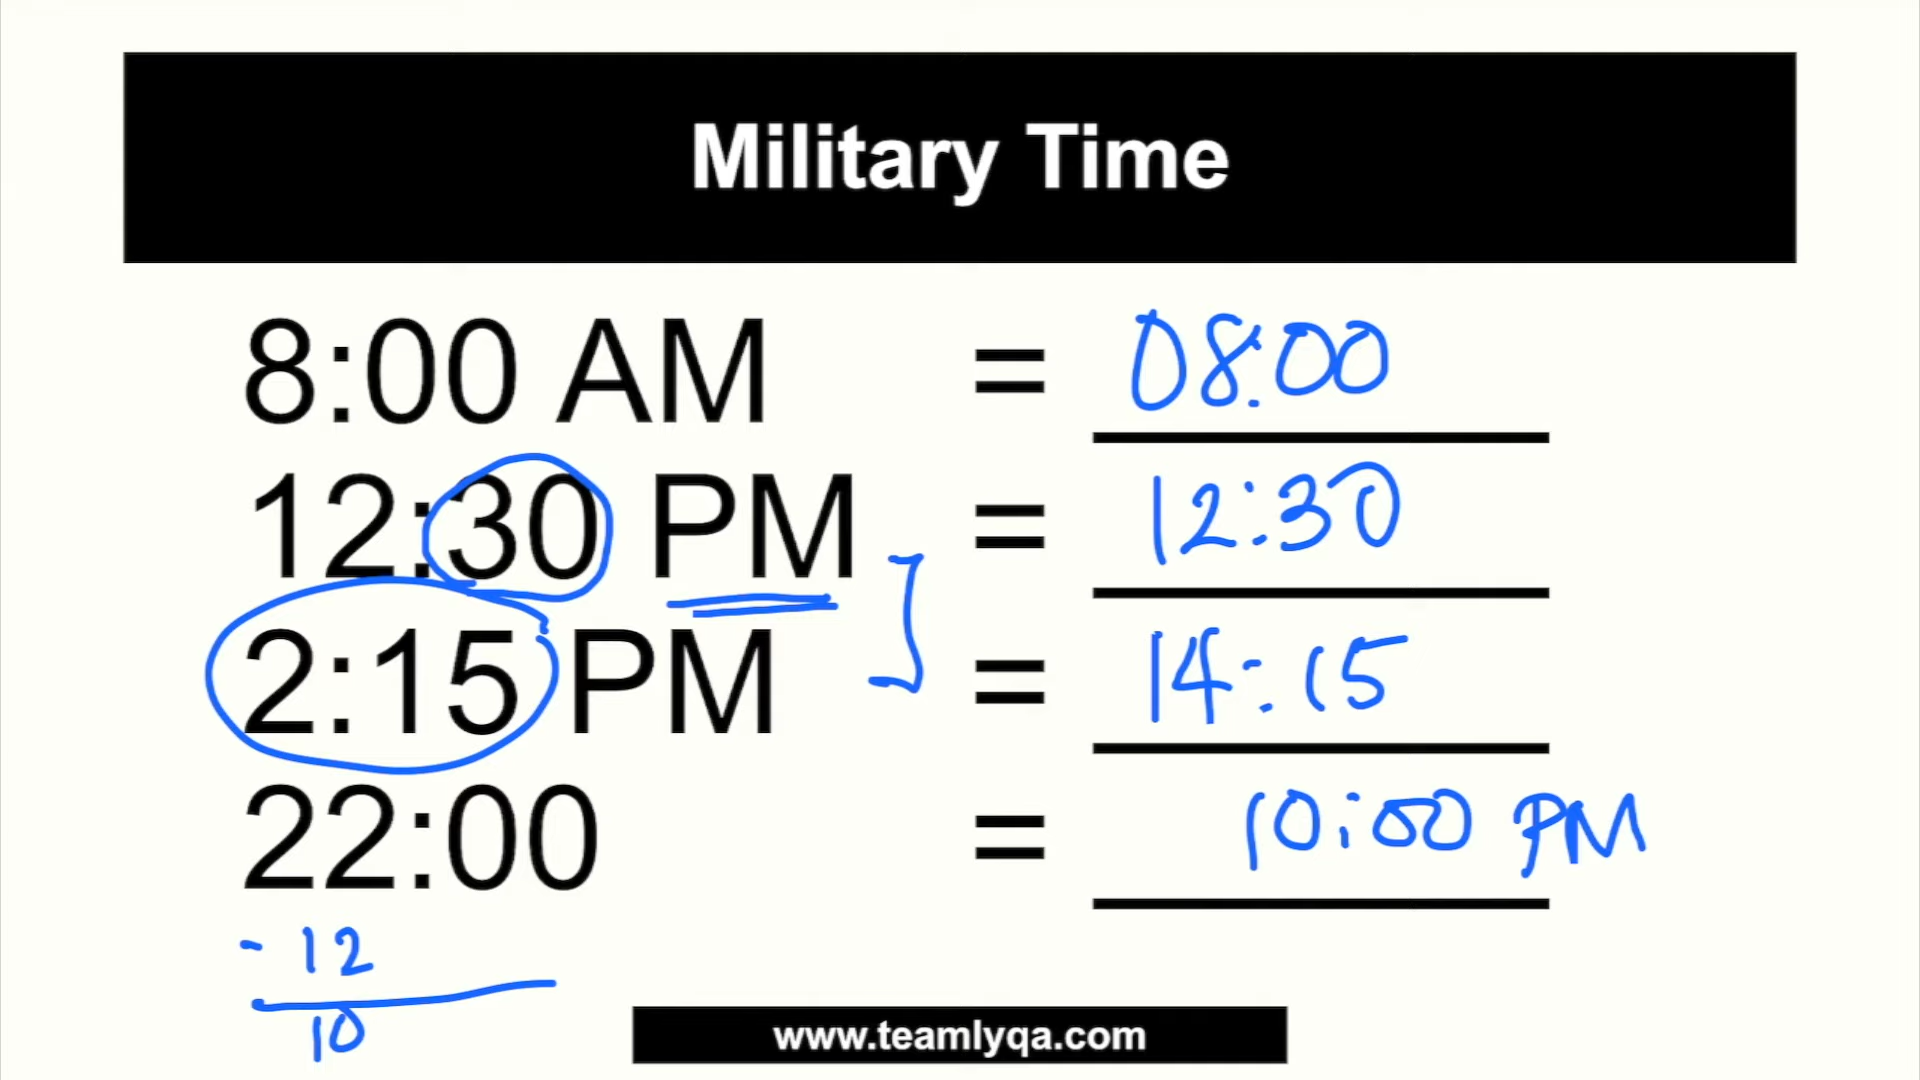 Military Time
8:00 AM = 08:00
12:30 PM = 12:30
2:15 PM = 14:15
22:00 = 10:00 PM
- 12
10
www.teamlyqa.com